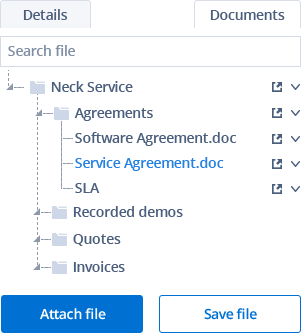 Details
Documents
Search file
Neck Service
Agreements
Software Agreement.doc
Service Agreement.doc
SLA
Recorded demos
Quotes
Invoices
Attach file
Save file